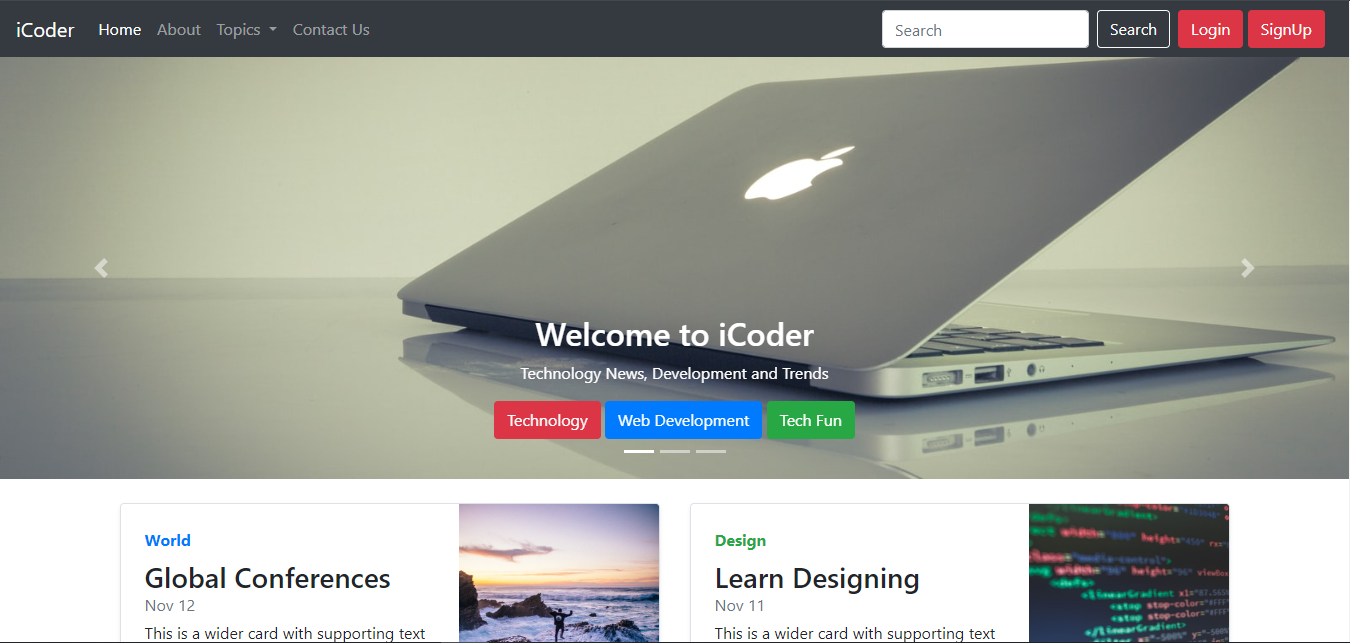 iCoder Home About Topics Contact Us Search Search Login SignUp
Welcome to iCoder
Technology News, Development and Trends
Technology Web Development Tech Fun
World
Global Conferences
Nov 12
This is a wider card with supporting text
Design
Learn Designing
Nov 11
This is a wider card with supporting text